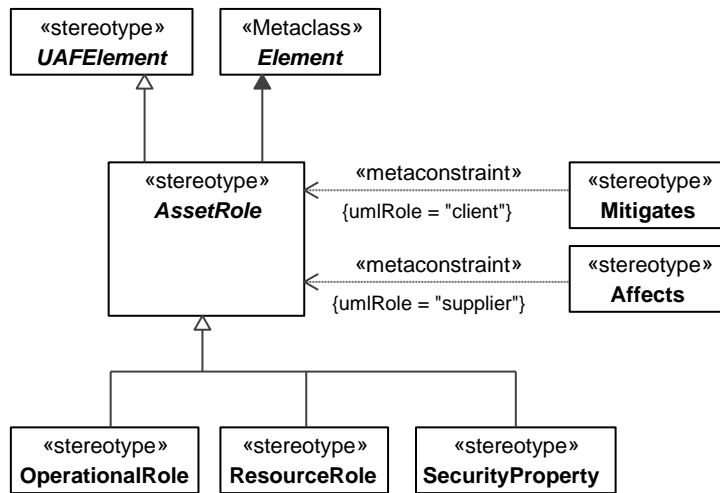 «stereotype»
UAFElement
«Metaclass»
Element
«stereotype»
AssetRole
«metaconstraint»
{umlRole = "client"}
«stereotype»
Mitigates
«metaconstraint»
{umlRole = "supplier"}
«stereotype»
Affects
«stereotype»
OperationalRole
«stereotype»
ResourceRole
«stereotype»
SecurityProperty